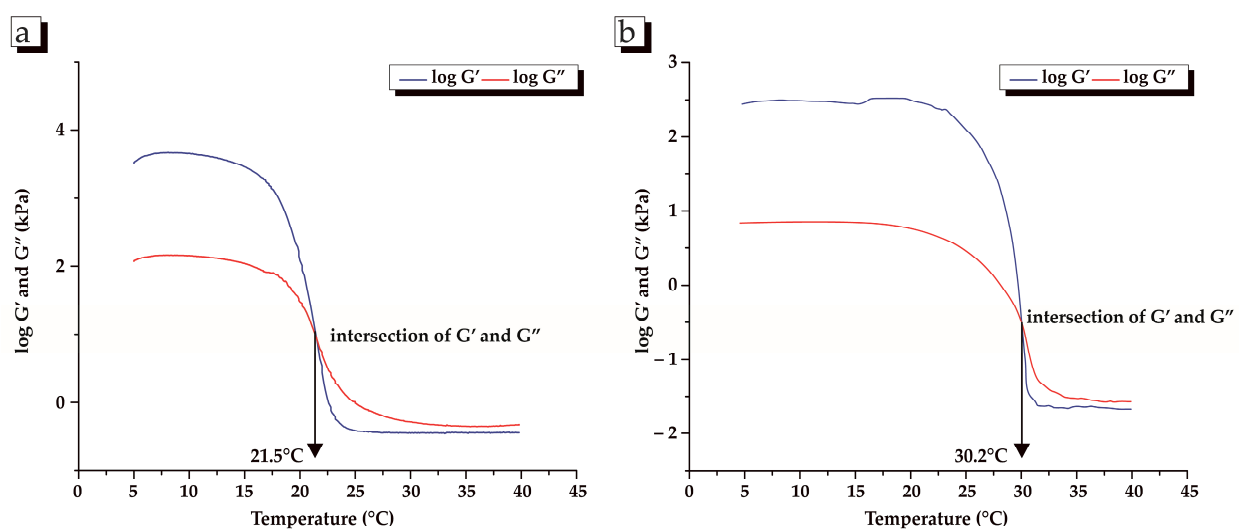 a
log G′ log G″
4
2
0
log G′ and G″ (kPa)
intersection of G′ and G″
21.5°C
0 5 10 15 20 25 30 35 40 45
Temperature (°C)
b
log G′ log G″
3
2
1
0
−1
−2
log G′ and G″ (kPa)
intersection of G′ and G″
30.2°C
0 5 10 15 20 25 30 35 40 45
Temperature (°C)